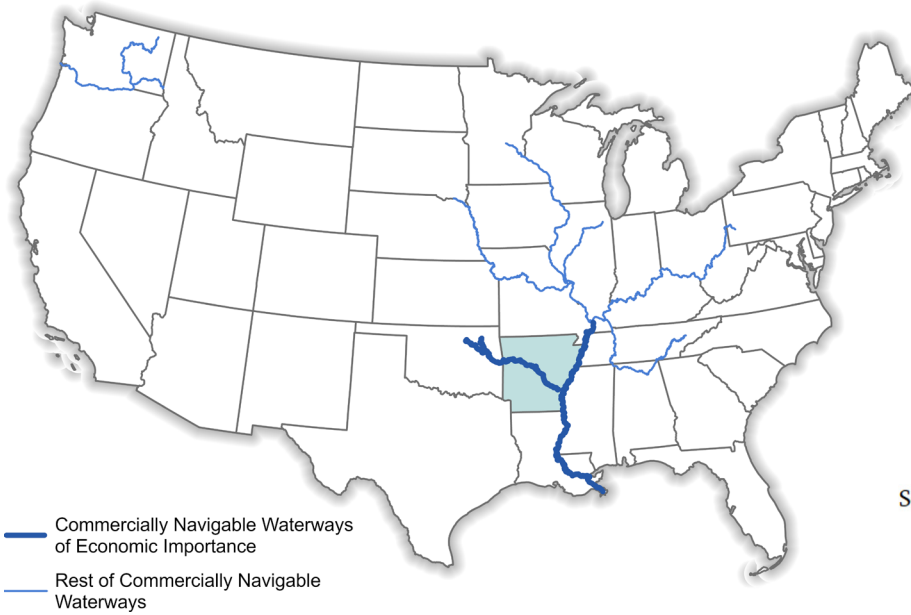 S
Commercially Navigable Waterways
of Economic Importance
Rest of Commercially Navigable
Waterways